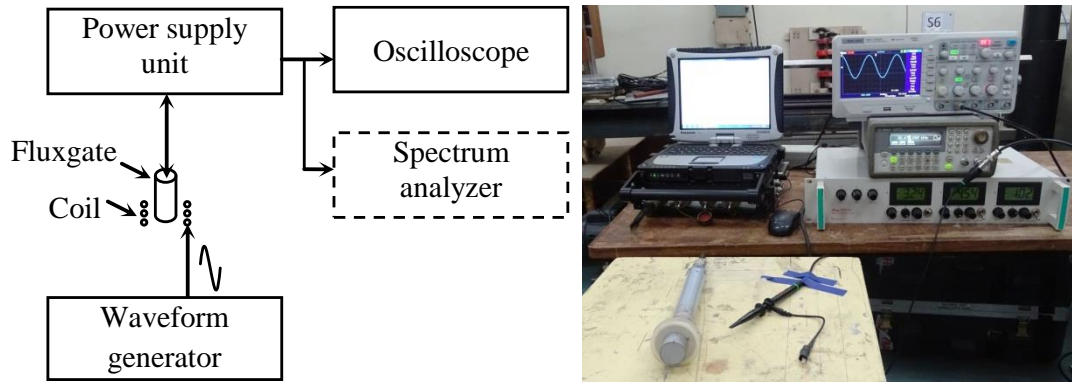 Power supply
unit
Oscilloscope
Fluxgate
Coil
Spectrum
analyzer
Waveform
generator
S6